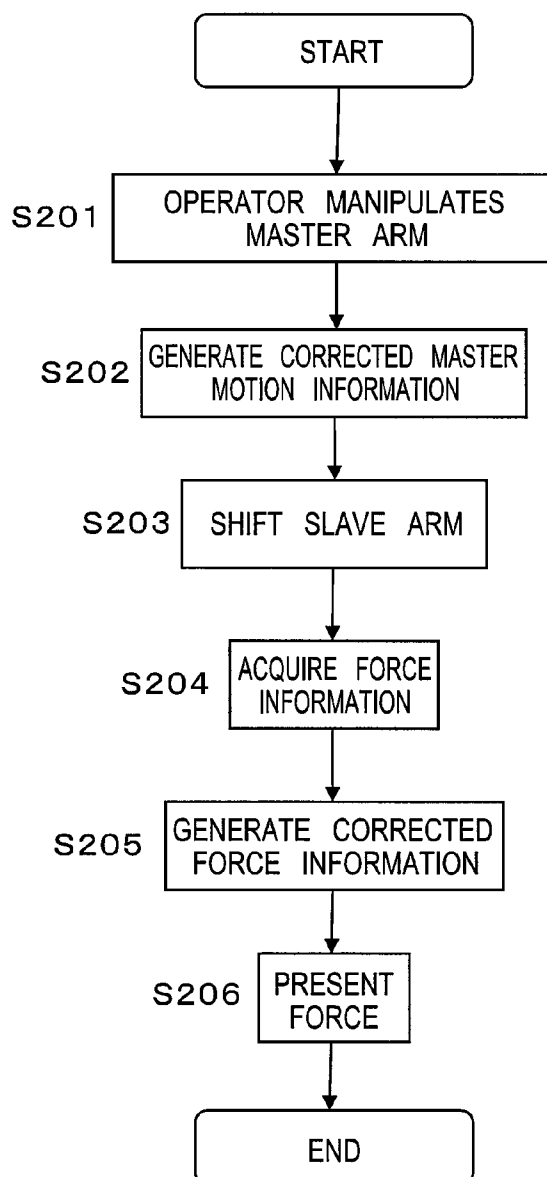 START
S201
OPERATOR MANIPULATES
MASTER ARM
S202
GENERATE CORRECTED MASTER
MOTION INFORMATION
S203
SHIFT SLAVE ARM
S204
ACQUIRE FORCE
INFORMATION
S205
GENERATE CORRECTED
FORCE INFORMATION
S206
PRESENT
FORCE
END